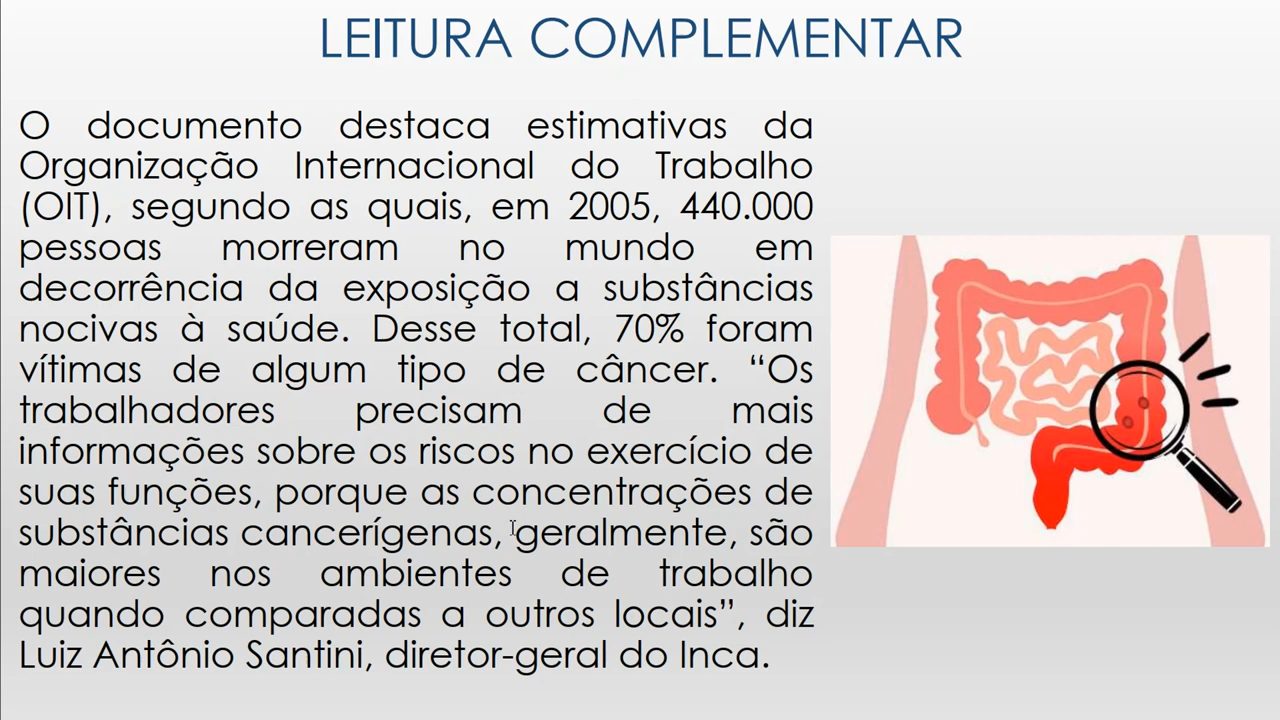 LEITURA COMPLEMENTAR
O documento destaca estimativas da
Organização Internacional do Trabalho
(OIT), segundo as quais, em 2005, 440.000
pessoas morreram no mundo em
decorrência da exposição a substâncias
nocivas à saúde. Desse total, 70% foram
vítimas de algum tipo de câncer. “Os
trabalhadores precisam de mais
informações sobre os riscos no exercício de
suas funções, porque as concentrações de
substâncias cancerígenas, geralmente, são
maiores nos ambientes de trabalho
quando comparadas a outros locais”, diz
Luiz Antônio Santini, diretor-geral do Inca.